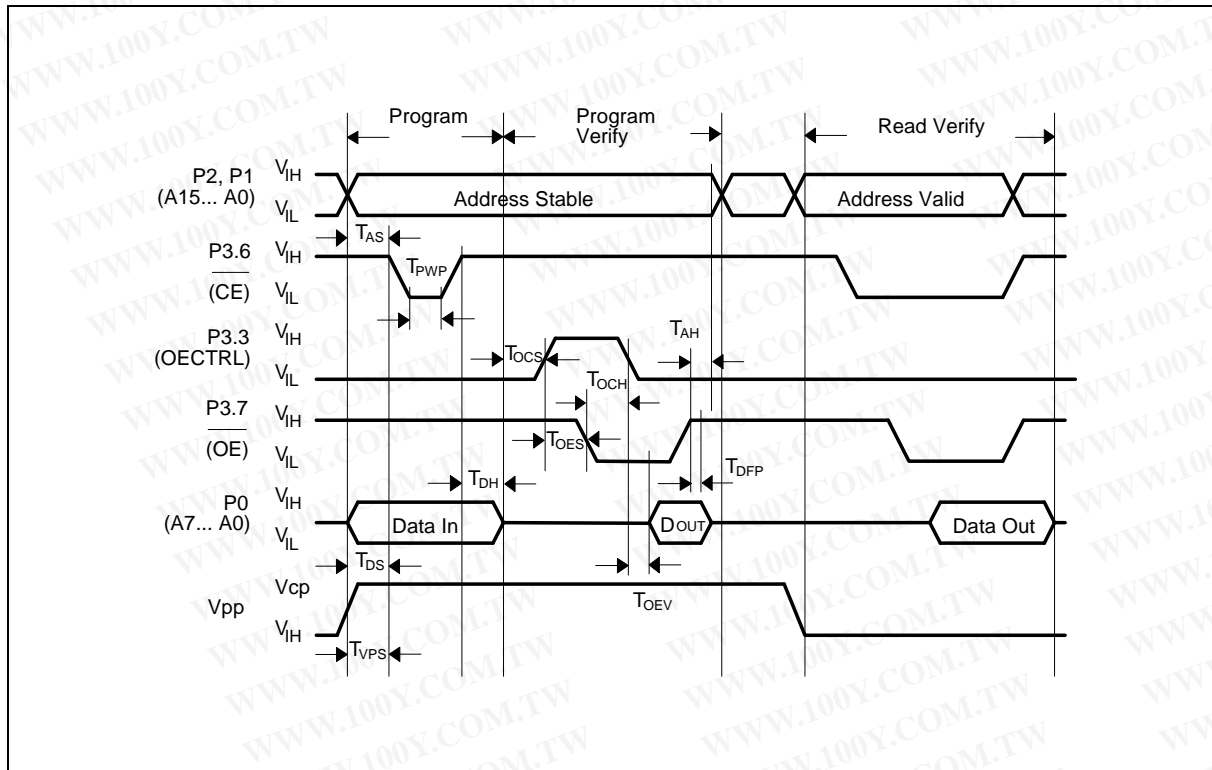 Program
Program
Verify
Read Verify
P2, P1
(A15... A0)
VIH
VIL
Address Stable
Address Valid
TAS
P3.6
(CE)
VIH
VIL
TPWP
P3.3
(OECTRL)
VIH
VIL
TOCS
TAH
TOCH
P3.7
(OE)
VIH
VIL
TOES
TDH
TDFP
P0
(A7... A0)
VIH
VIL
Data In
DOUT
Data Out
TDS
TOEV
Vpp
Vcp
VIH
TVPS
WWW.100Y.COM.TW